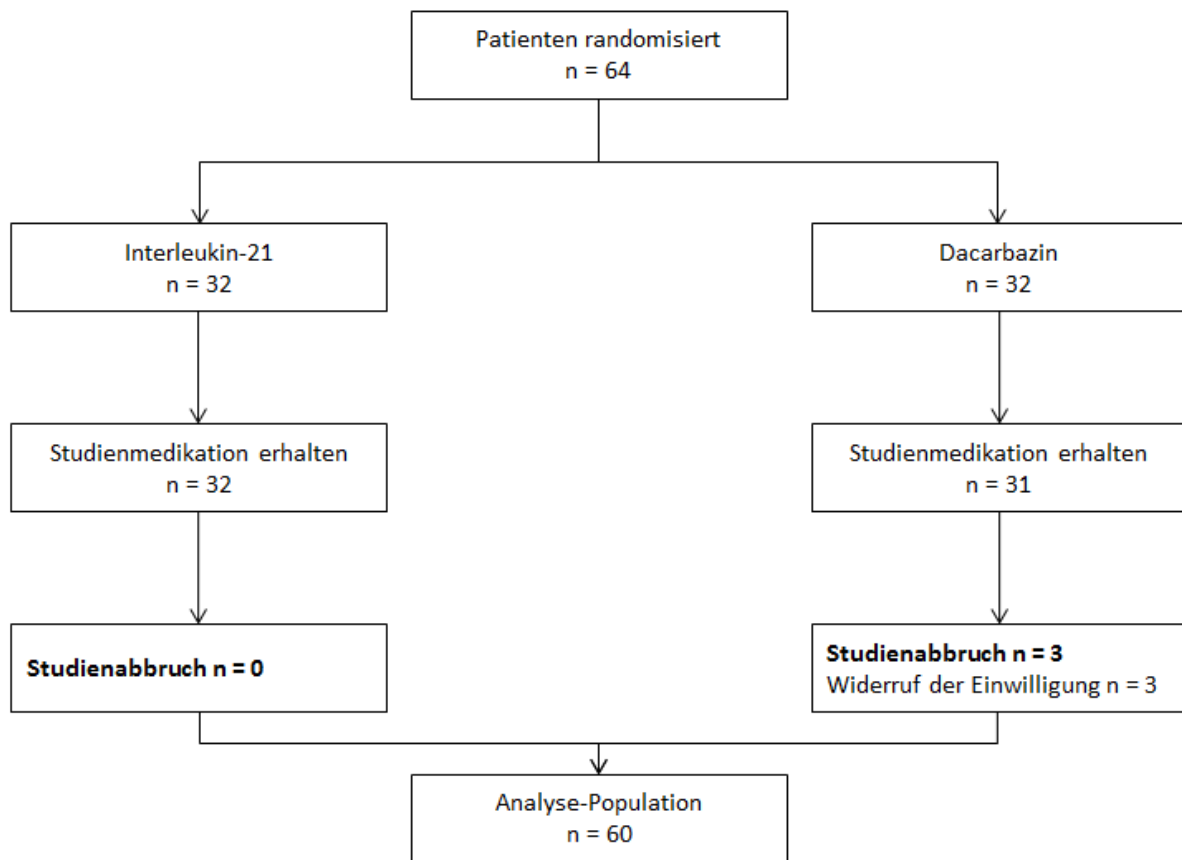 Patienten randomisiert
n = 64
Interleukin-21
n = 32
Dacarbazin
n = 32
Studienmedikation erhalten
n = 32
Studienmedikation erhalten
n = 31
Studienabbruch n = 0
Studienabbruch n = 3
Widerruf der Einwilligung n = 3
Analyse-Population
n = 60